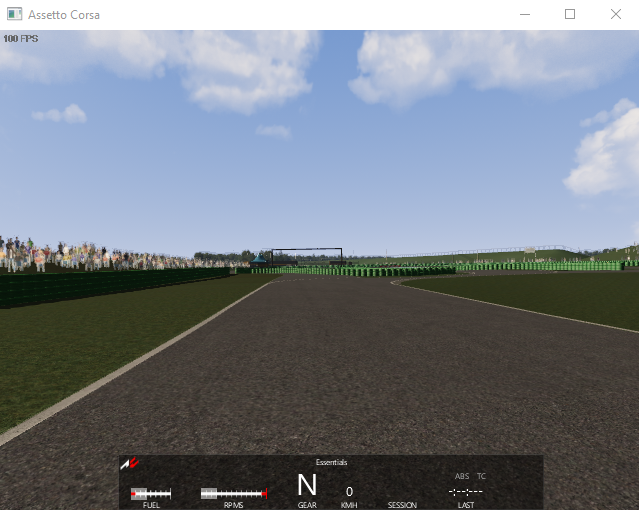 Assetto Corsa
100 FPS
Essentials
ABS TC
N
0
-:---:---
FUEL
RPMS
GEAR
KMH
SESSION
LAST